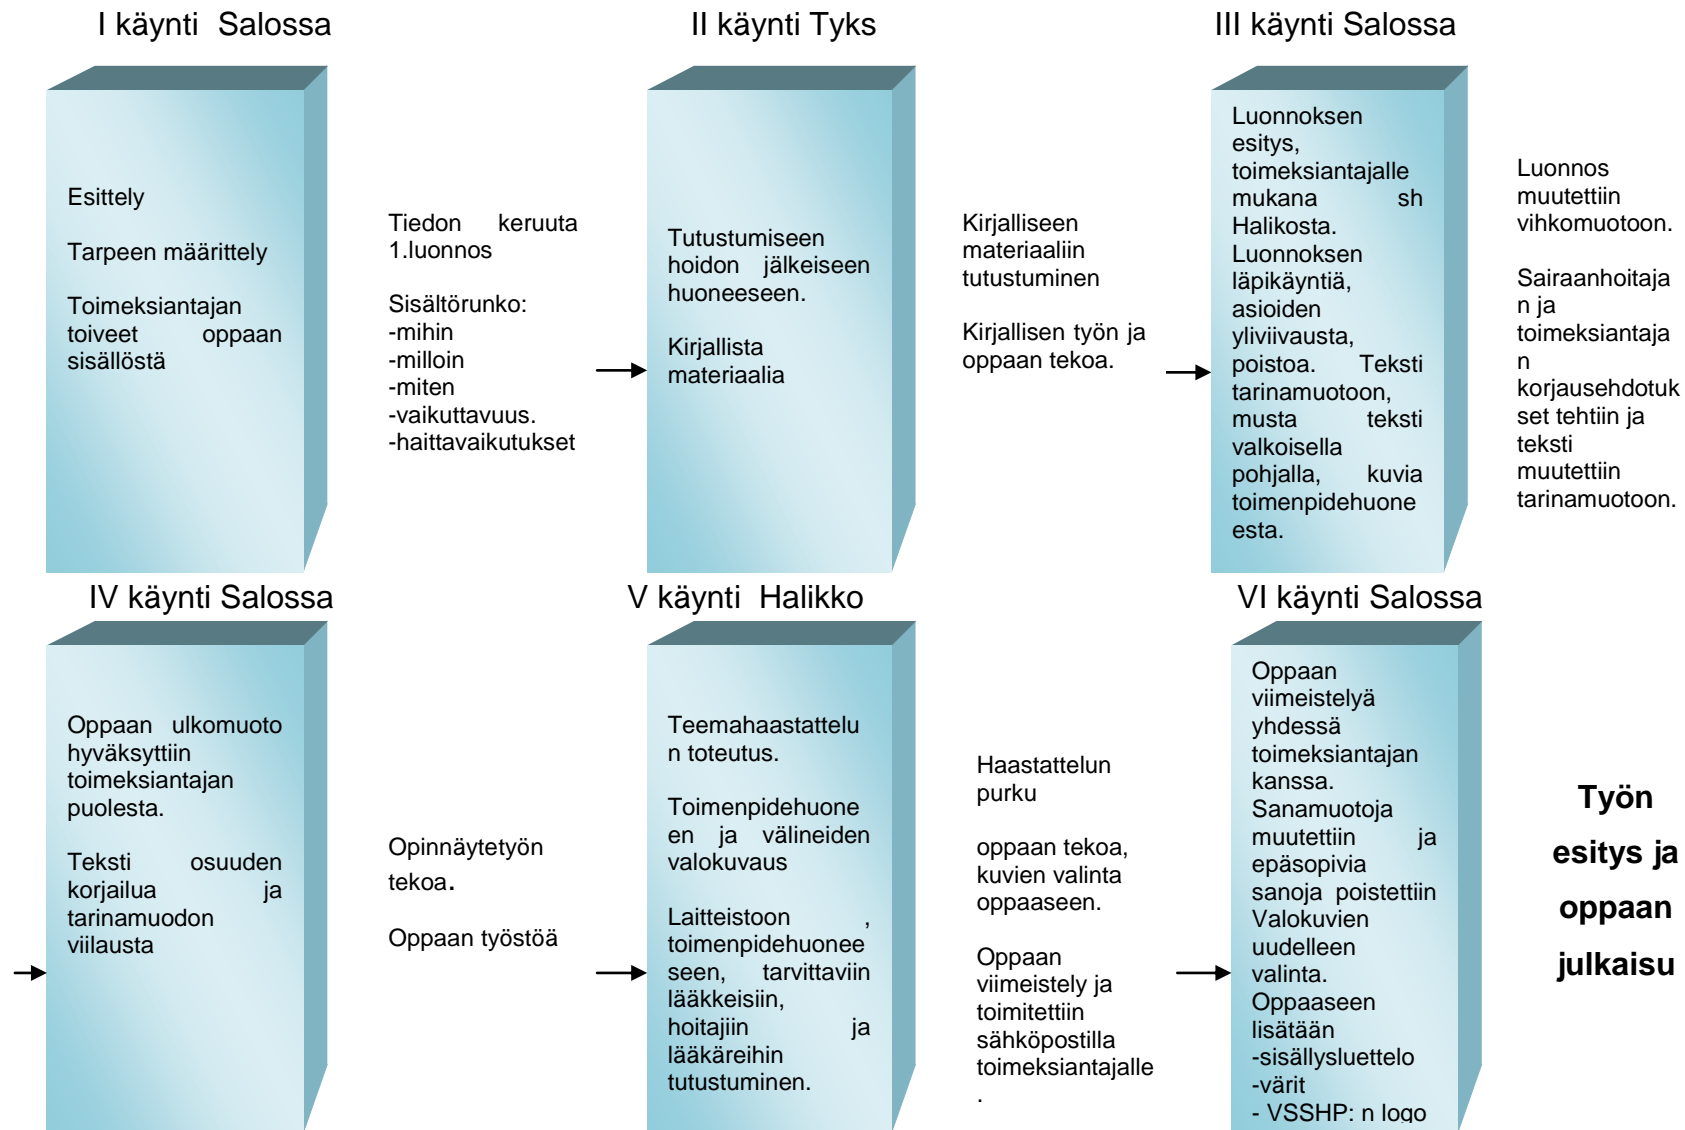 I käynti Salossa
Esittely
Tarpeen määrittely
Toimeksiantajan
toiveet oppaan
sisällöstä
Tiedon keruuta
1.luonnos
Sisältörunko:
-mihin
-milloin
-miten
-vaikuttavuus.
-haittavaikutukset
II käynti Tyks
Tutustumiseen
hoidon jälkeiseen
huoneeseen.
Kirjallista
materiaalia
Kirjalliseen
materiaaliin
tutustuminen
Kirjallisen työn ja
oppaan tekoa.
III käynti Salossa
Luonnoksen
esitys,
toimeksiantajalle
mukana sh
Halikosta.
Luonnoksen
läpikäyntiä,
asioiden
yliviivausta,
poistoa. Teksti
tarinamuotoon,
musta teksti
valkoisella
pohjalla, kuvia
toimenpidehuone
esta.
Luonnos
muutettiin
vihkomuotoon.
Sairaanhoitaja
n ja
toimeksiantaja
n
korjausehdotuk
set tehtiin ja
teksti
muutettiin
tarinamuotoon.
IV käynti Salossa
Oppaan ulkomuoto
hyväksyttiin
toimeksiantajan
puolesta.
Teksti osuuden
korjailua ja
tarinamuodon
viilausta
Opinnäytetyön
tekoa.
Oppaan työstöä
V käynti Halikko
Teemahaastattelu
n toteutus.
Toimenpidehuone
en ja välineiden
valokuvaus
Laitteistoon ,
toimenpidehuonee
seen, tarvittaviin
lääkkeisiin,
hoitajiin ja
lääkäreihin
tutustuminen.
Haastattelun
purku
oppaan tekoa,
kuvien valinta
oppaaseen.
Oppaan
viimeistely ja
toimitettiin
sähköpostilla
toimeksiantajalle
.
VI käynti Salossa
Oppaan
viimeistelyä
yhdessä
toimeksiantajan
kanssa.
Sanamuotoja
muutettiin ja
epäsopivia
sanoja poistettiin
Valokuvien
uudelleen
valinta.
Oppaaseen
lisätään
-sisällysluettelo
-värit
- VSSHP: n logo
Työn
esitys ja
oppaan
julkaisu